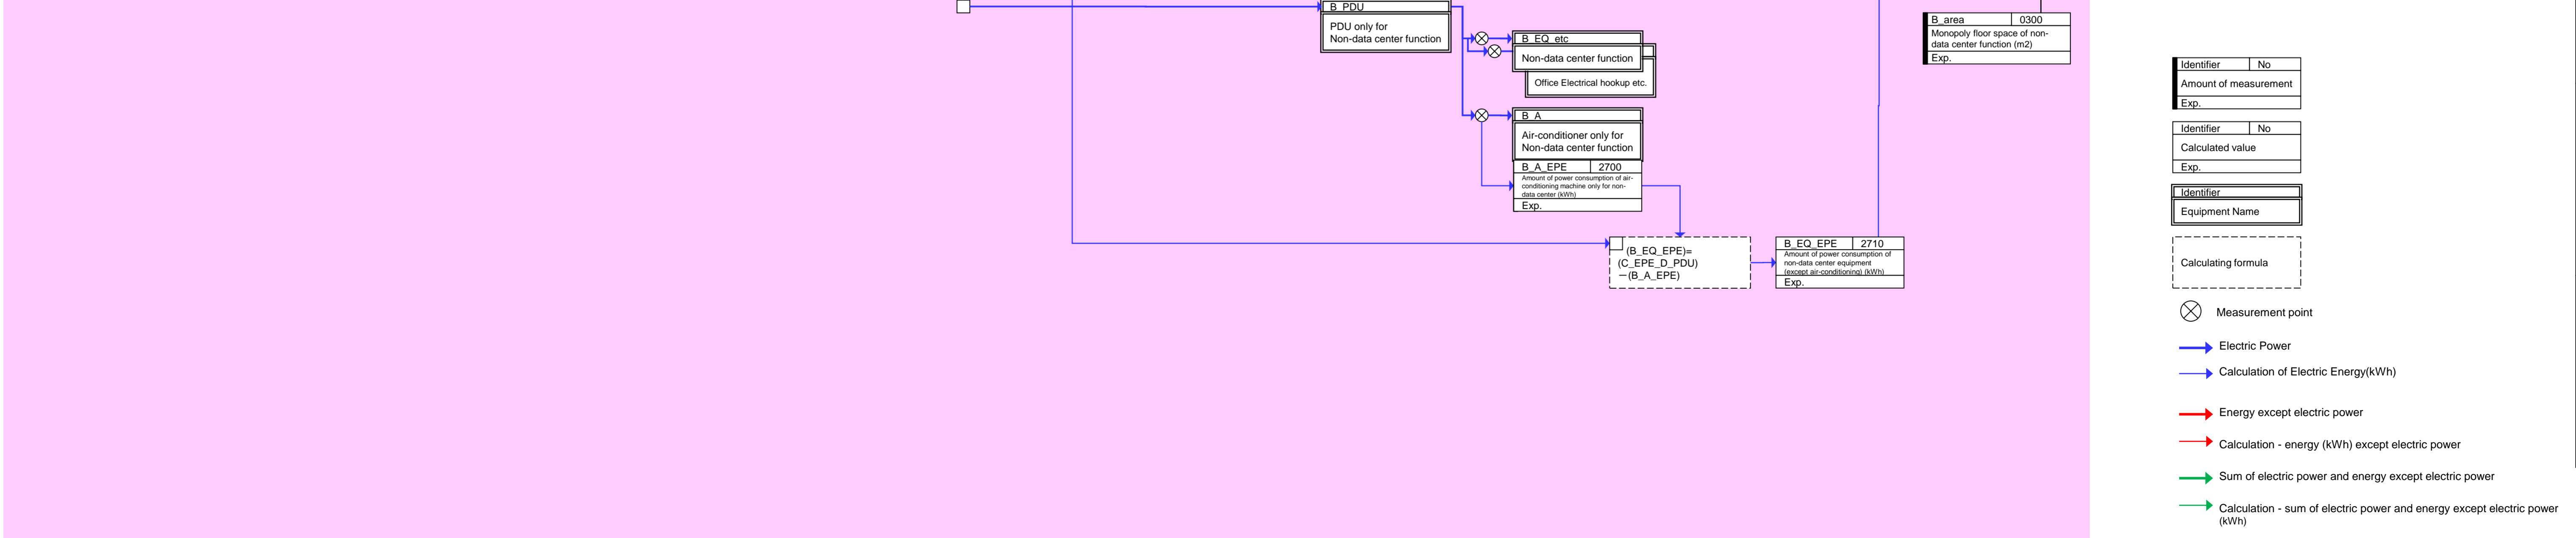 B_PDU
PDU only for
Non-data center function
B_EQ_etc
Non-data center function
Office Electrical hookup etc.
B_A
Air-conditioner only for
Non-data center function
B_A_EPE 2700
Amount of power consumption of air-
conditioning machine only for non-
data center (kWh)
Exp.
(B_EQ_EPE)=
(C_EPE_D_PDU)
－(B_A_EPE)
B_EQ_EPE 2710
Amount of power consumption of
non-data center equipment
(except air-conditioning) (kWh)
Exp.
B_area 0300
Monopoly floor space of non-
data center function (m2)
Exp.
Identifier No
Amount of measurement
Exp.
Identifier No
Calculated value
Exp.
Identifier
Equipment Name
Calculating formula
Measurement point
Electric Power
Calculation of Electric Energy(kWh)
Energy except electric power
Calculation - energy (kWh) except electric power
Sum of electric power and energy except electric power
Calculation - sum of electric power and energy except electric power
(kWh)